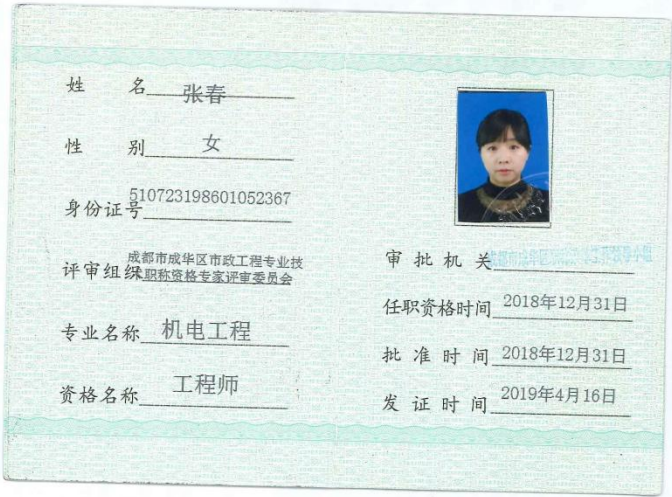 姓 名 张春
性 别 女
身份证号 510723198601052367
评审组织 成都市成华区市政工程专业技
术职称资格专家评审委员会
专业名称 机电工程
资格名称 工程师
审 批 机 关
任职资格时间 2018年12月31日
批 准 时 间 2018年12月31日
发 证 时 间 2019年4月16日